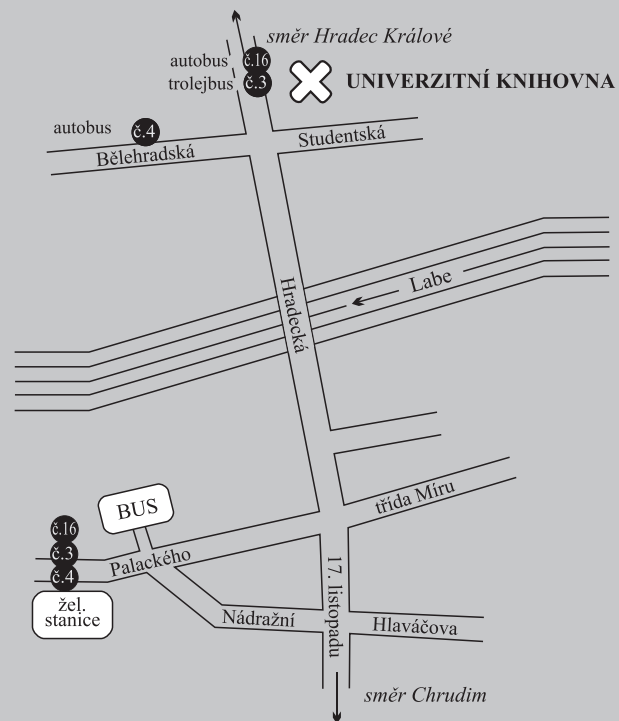 směr Hradec Králové
autobus č.16
trolejbus č.3
UNIVERZITNÍ KNIHOVNA
autobus č.4
Studentská
Bělehradská
Labe
Hradecká
třída Míru
BUS
č.16
č.3
č.4
Palackého
žel.
stanice
17. listopadu
Nádražní
Hlaváčova
směr Chrudim